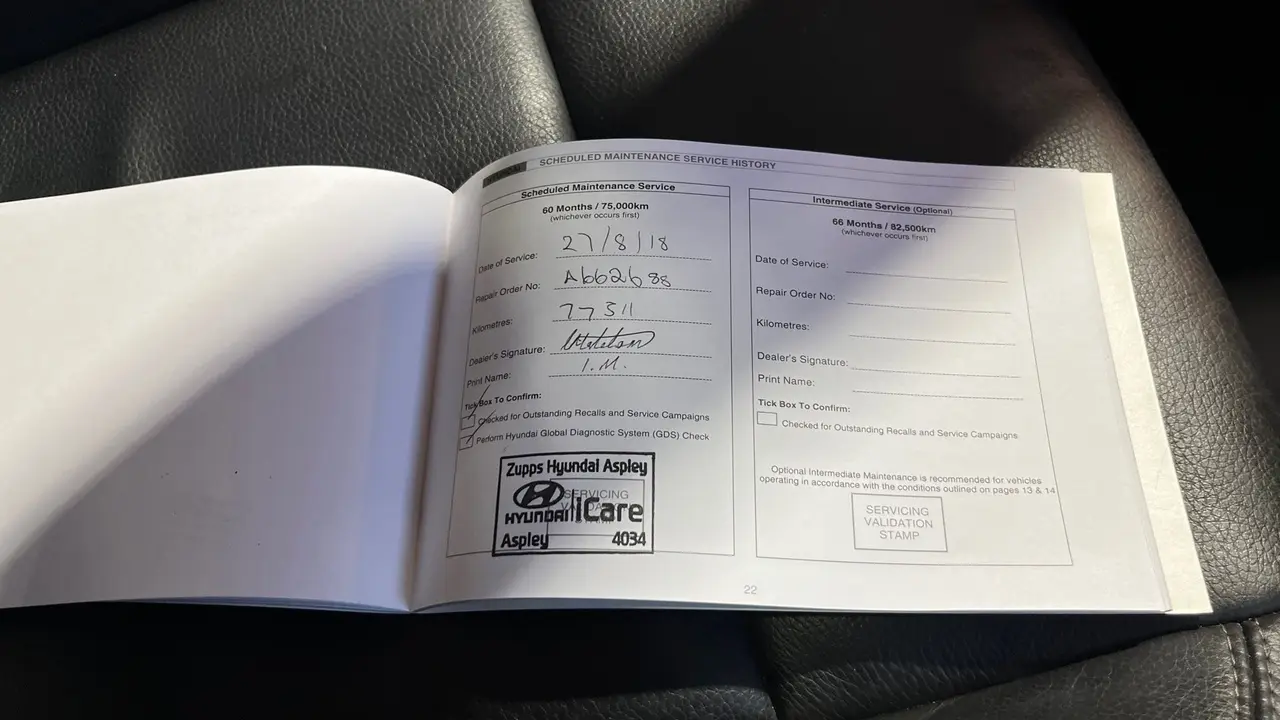 SCHEDULED MAINTENANCE SERVICE HISTORY
Scheduled Maintenance Service
60 Months / 75,000km
(whichever occurs first)
Date of Service: 27/8/18
Repair Order No: A662688
Kilometres: 77311
Dealer's Signature:
Print Name: I.M.
Tick Box To Confirm:
Checked for Outstanding Recalls and Service Campaigns
Perform Hyundai Global Diagnostic System (GDS) Check
Zupps Hyundai Aspley
SERVICING
HYUNDAI iCare
Aspley 4034
Intermediate Service (Optional)
66 Months / 82,500km
(whichever occurs first)
Date of Service:
Repair Order No:
Kilometres:
Dealer's Signature:
Print Name:
Tick Box To Confirm:
Checked for Outstanding Recalls and Service Campaigns
Optional Intermediate Maintenance is recommended for vehicles
operating in accordance with the conditions outlined on pages 13 & 14
SERVICING
VALIDATION
STAMP
22